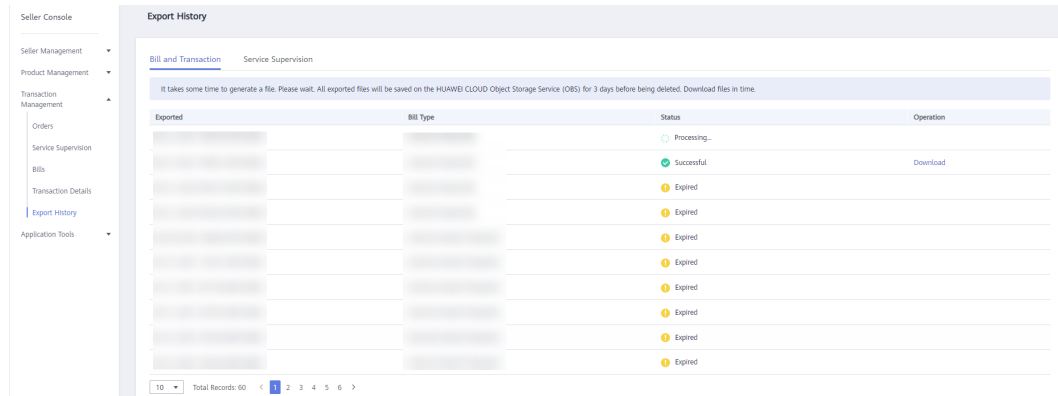 Seller Console
Export History
Seller Management
Product Management
Transaction
Management
Orders
Service Supervision
Bills
Transaction Details
Export History
Application Tools
Bill and Transaction Service Supervision
It takes some time to generate a file. Please wait. All exported files will be saved on the HUAWEI CLOUD Object Storage Service (OBS) for 3 days before being deleted. Download files in time.
Exported Bill Type Status Operation
Processing...
Successful Download
Expired
Expired
Expired
Expired
Expired
Expired
Expired
Expired
10 Total Records: 60 < 1 2 3 4 5 6 >